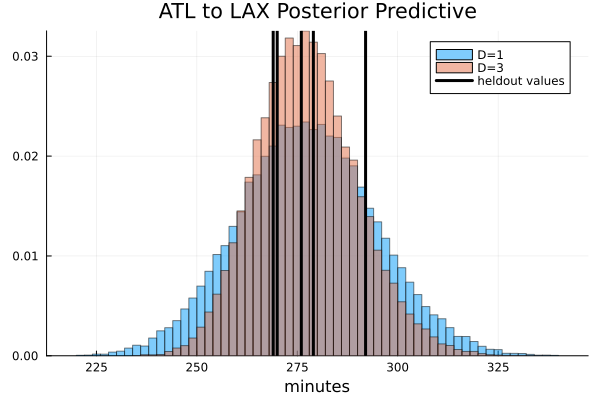 ATL to LAX Posterior Predictive
D=1
D=3
heldout values
0.03
0.02
0.01
0.00
225
250
275
300
325
minutes